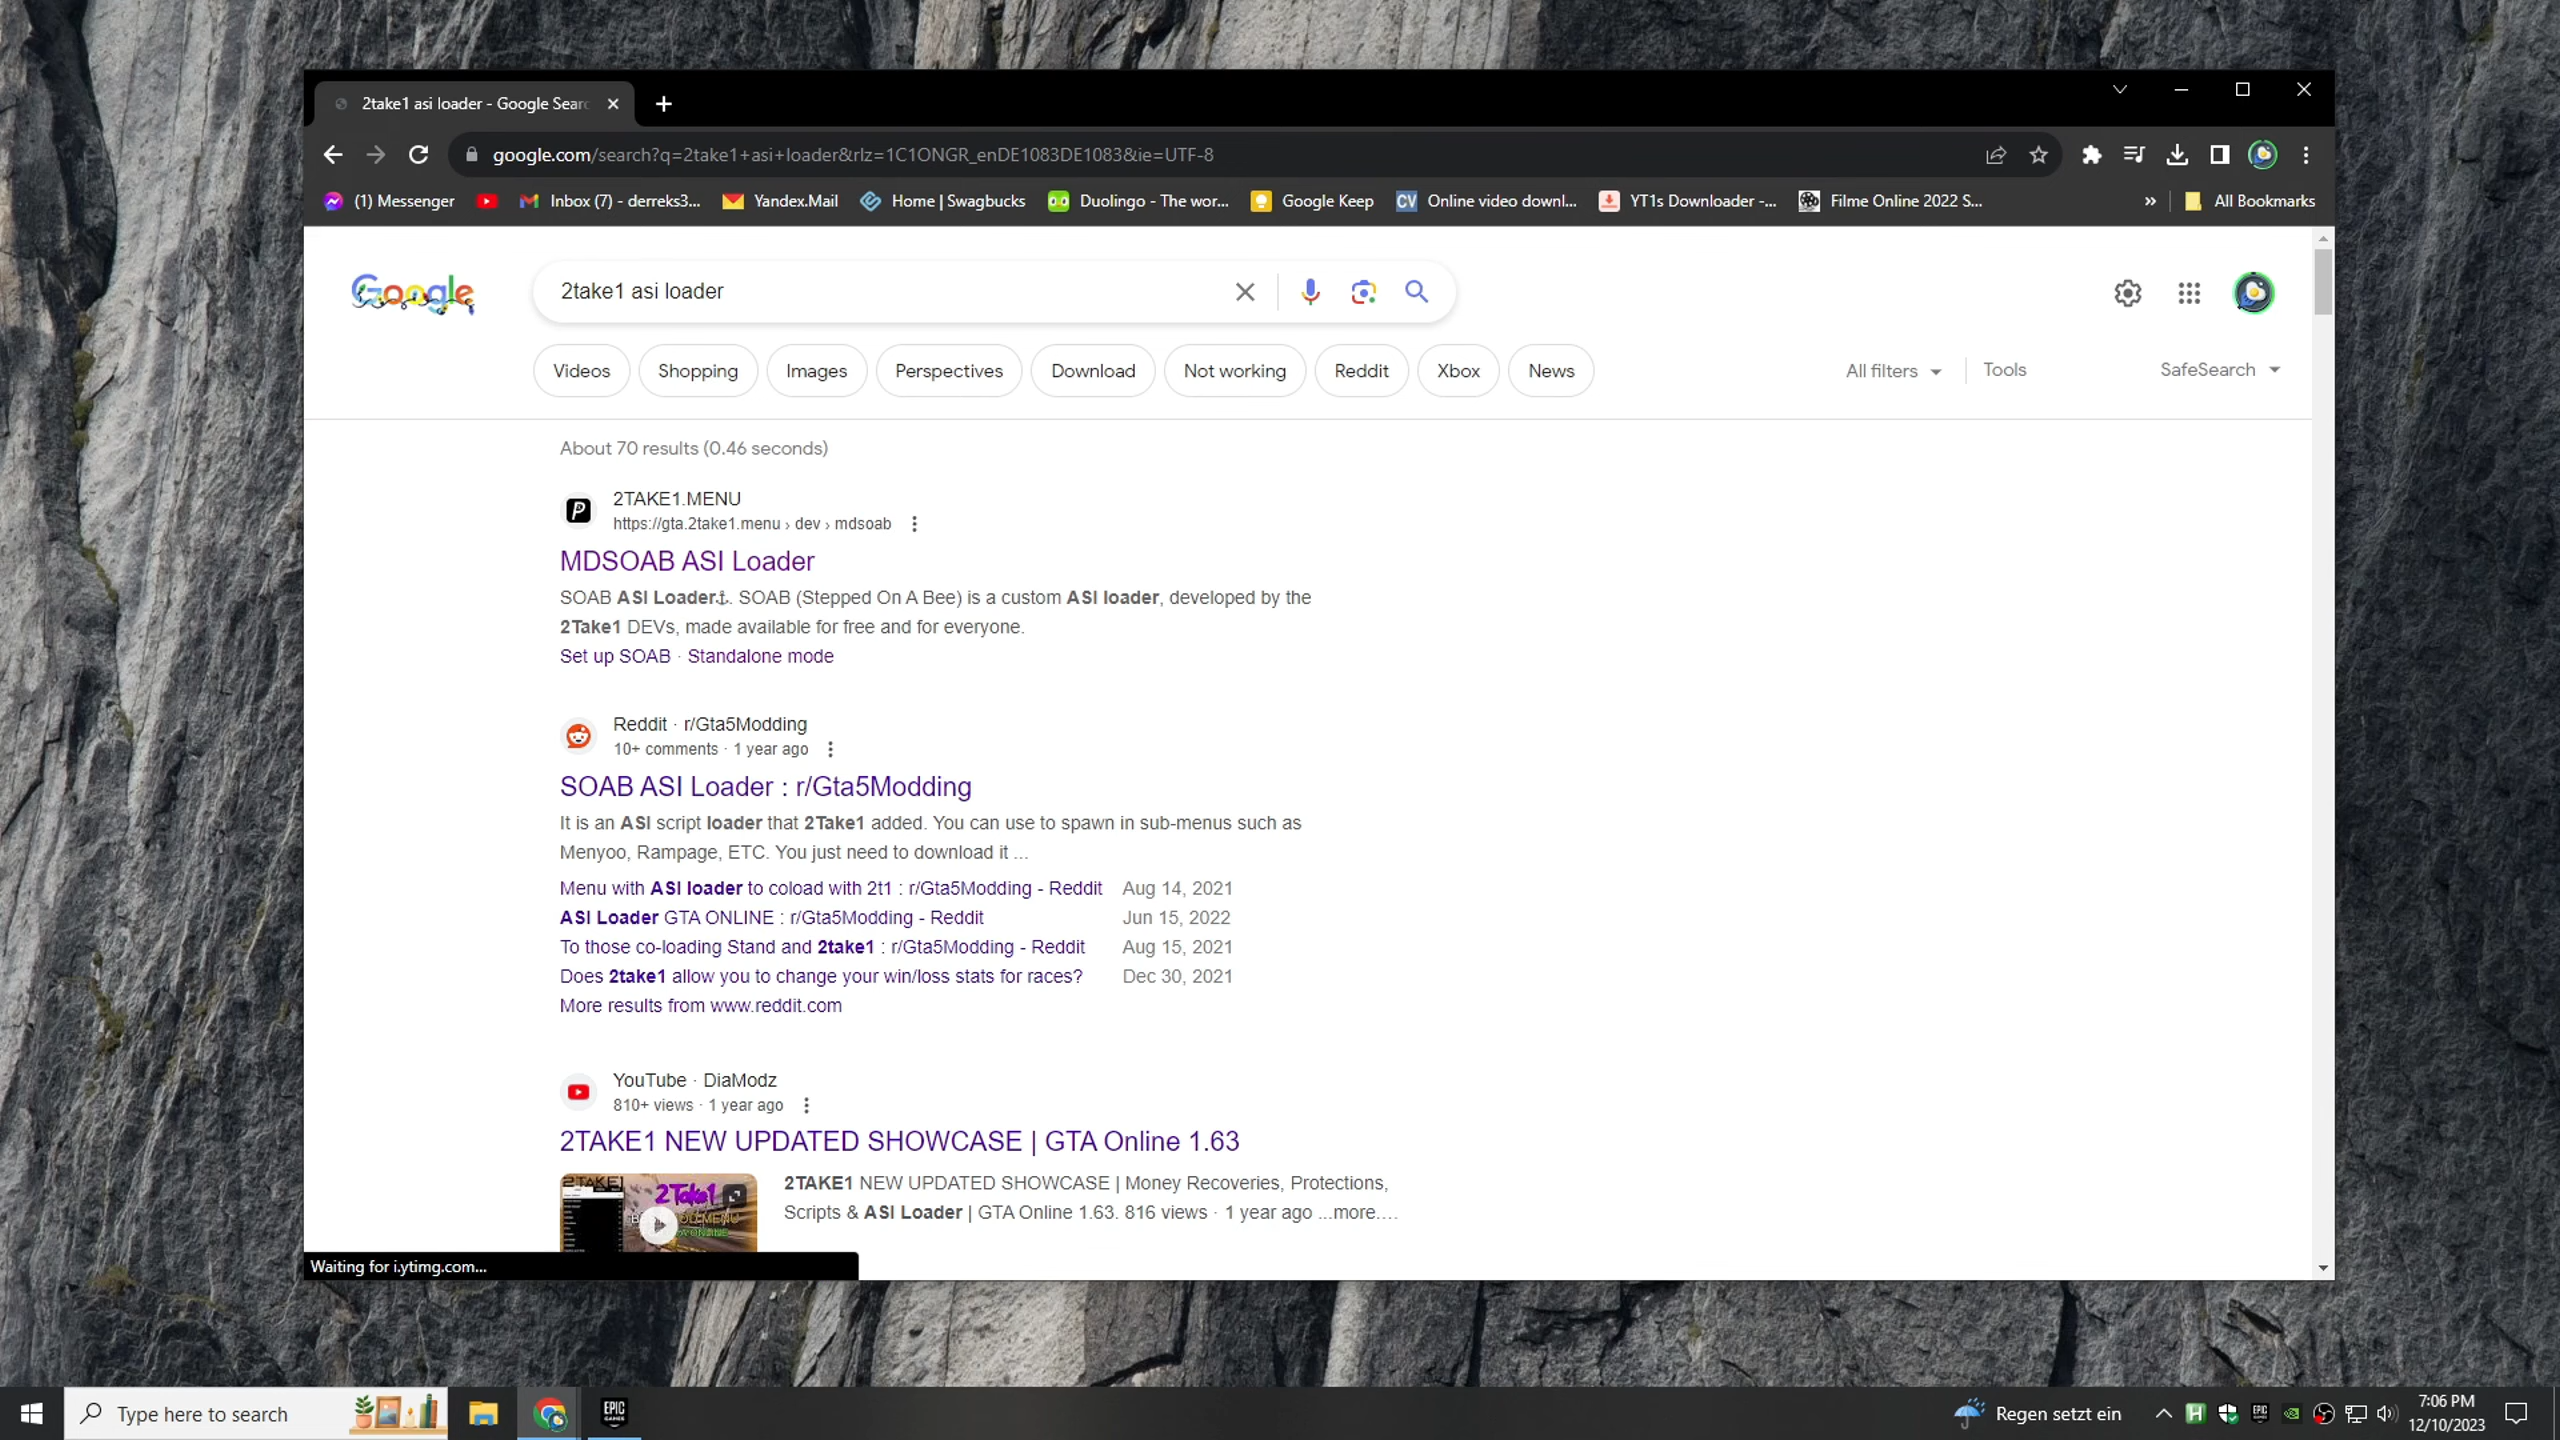 2take1 asi loader - Google Sear
google.com/search?q=2take1+asi+loader&rlz=1C1ONGR_enDE1083DE1083&ie=UTF-8
(1) Messenger
Inbox (7) - derreks3...
Yandex.Mail
Home | Swagbucks
Duolingo - The wor...
Google Keep
CV
Online video downl...
YT1s Downloader -...
Filme Online 2022 S...
»
All Bookmarks
Google
2take1 asi loader
Videos
Shopping
Images
Perspectives
Download
Not working
Reddit
Xbox
News
All filters
Tools
SafeSearch
About 70 results (0.46 seconds)
2TAKE1.MENU
https://gta.2take1.menu › dev › mdsoab
MDSOAB ASI Loader
SOAB ASI Loader⚓︎. SOAB (Stepped On A Bee) is a custom ASI loader, developed by the
2Take1 DEVs, made available for free and for everyone.
Set up SOAB · Standalone mode
Reddit · r/Gta5Modding
10+ comments · 1 year ago
SOAB ASI Loader : r/Gta5Modding
It is an ASI script loader that 2Take1 added. You can use to spawn in sub-menus such as
Menyoo, Rampage, ETC. You just need to download it ...
Menu with ASI loader to coload with 2t1 : r/Gta5Modding - Reddit Aug 14, 2021
ASI Loader GTA ONLINE : r/Gta5Modding - Reddit Jun 15, 2022
To those co-loading Stand and 2take1 : r/Gta5Modding - Reddit Aug 15, 2021
Does 2take1 allow you to change your win/loss stats for races? Dec 30, 2021
More results from www.reddit.com
YouTube · DiaModz
810+ views · 1 year ago
2TAKE1 NEW UPDATED SHOWCASE | GTA Online 1.63
2TAKE1
2Take1
2TAKE1 NEW UPDATED SHOWCASE | Money Recoveries, Protections,
Scripts & ASI Loader | GTA Online 1.63. 816 views · 1 year ago ...more....
Waiting for i.ytimg.com...
Type here to search
EPIC
GAMES
Regen setzt ein
7:06 PM
12/10/2023